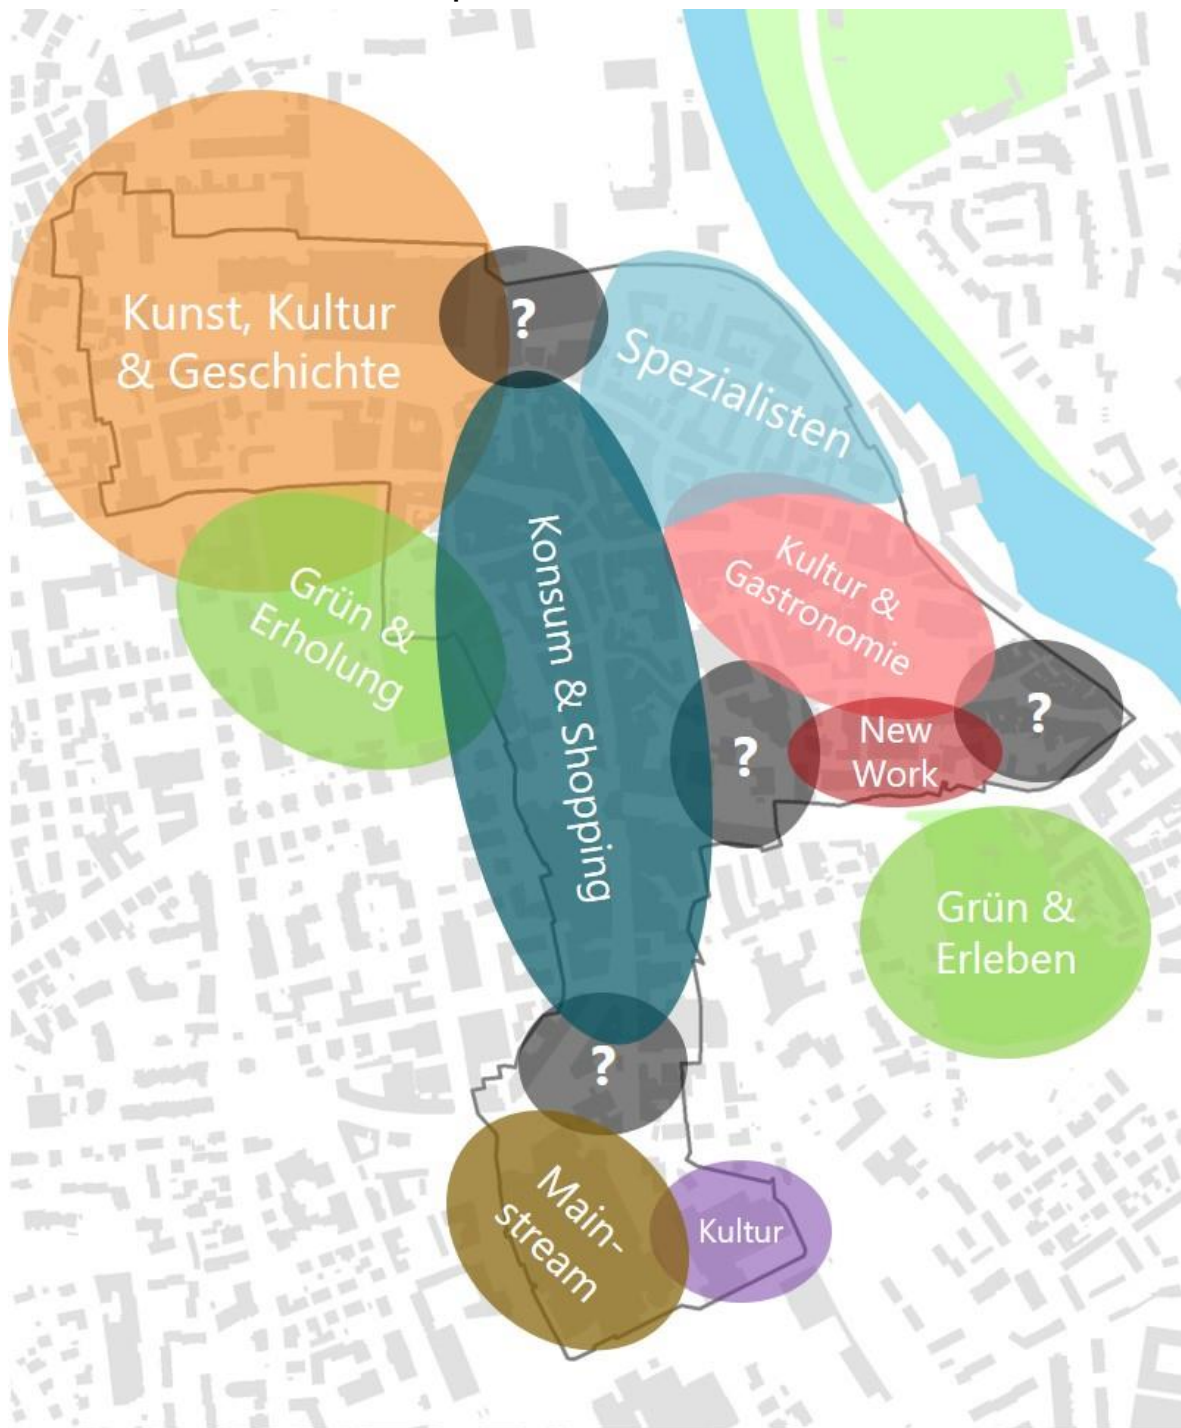 Kunst, Kultur
& Geschichte
?
Spezialisten
Grün &
Erholung
Konsum & Shopping
Kultur &
Gastronomie
?
New
Work
?
Grün &
Erleben
?
Main-
stream
Kultur